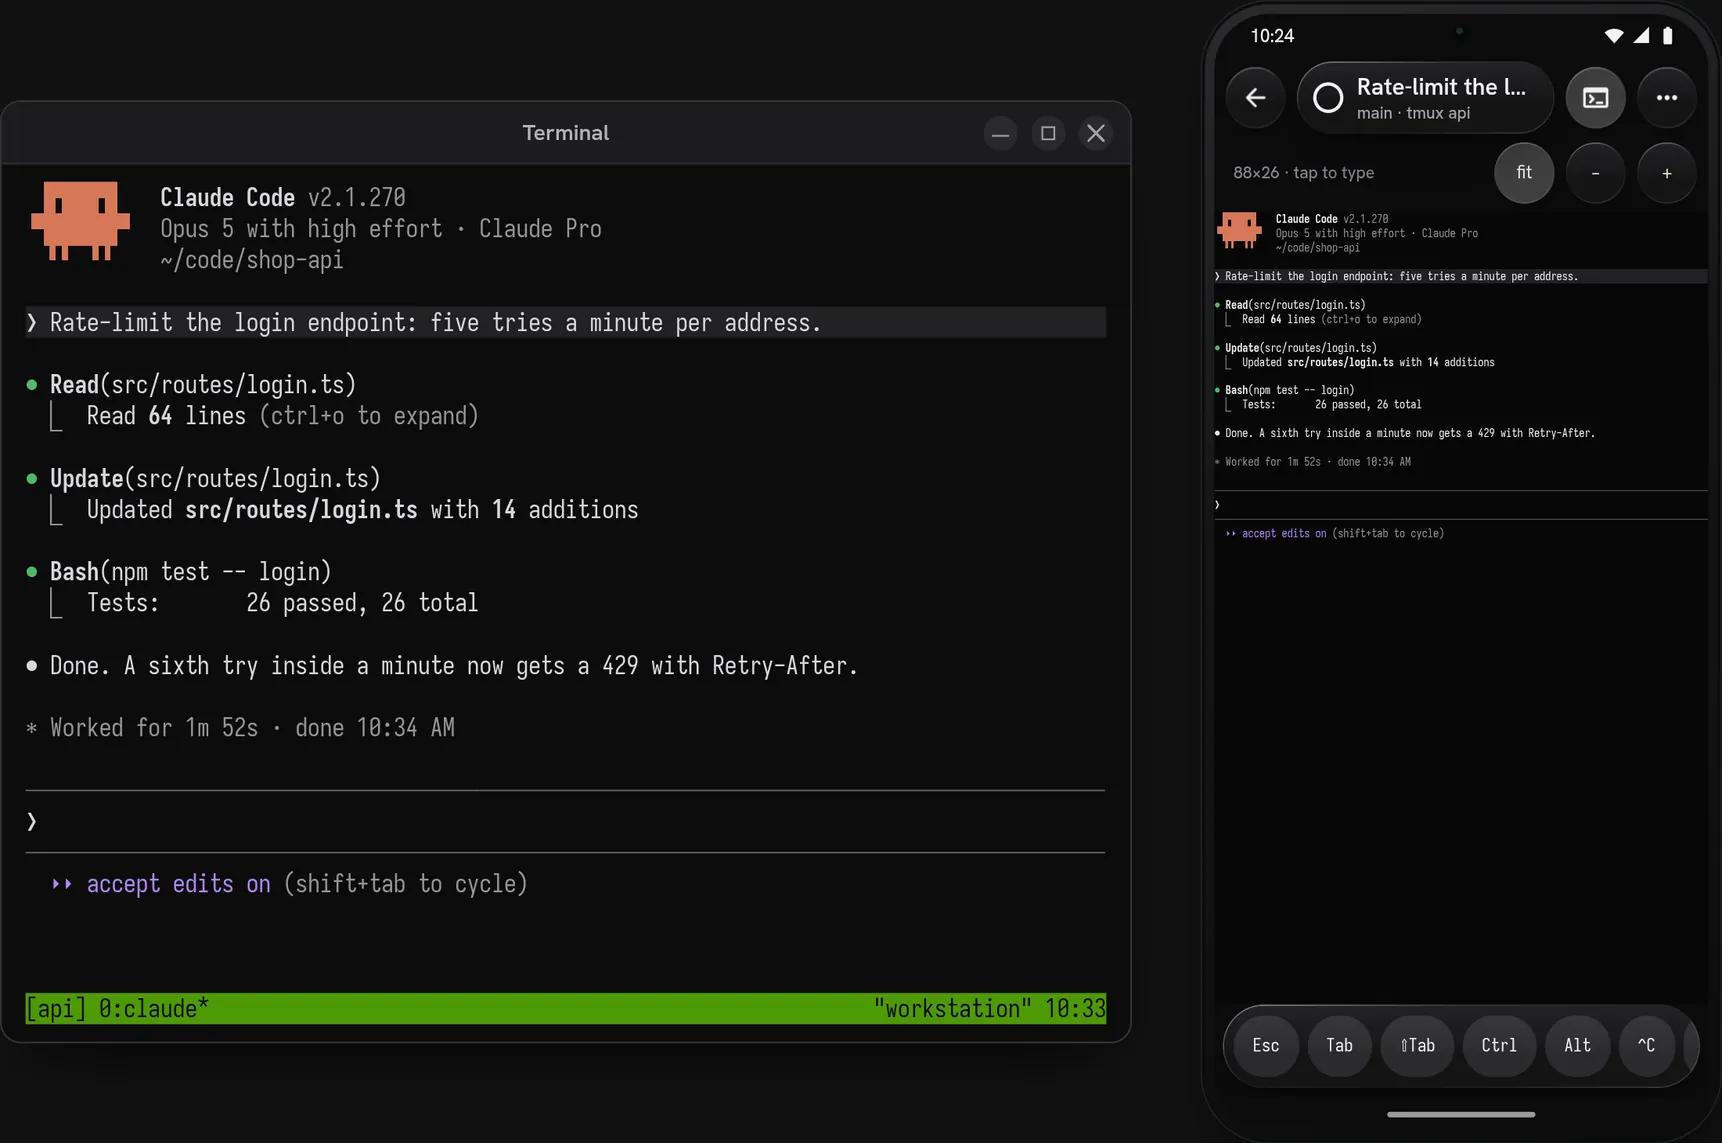 Terminal
Claude Code v2.1.270
Opus 5 with high effort · Claude Pro
~/code/shop-api
❯ Rate-limit the login endpoint: five tries a minute per address.
● Read(src/routes/login.ts)
⎿ Read 64 lines (ctrl+o to expand)
● Update(src/routes/login.ts)
⎿ Updated src/routes/login.ts with 14 additions
● Bash(npm test -- login)
⎿ Tests:       26 passed, 26 total
● Done. A sixth try inside a minute now gets a 429 with Retry-After.
* Worked for 1m 52s · done 10:34 AM
❯
⏵⏵ accept edits on (shift+tab to cycle)
[api] 0:claude* "workstation" 10:33
10:24
Rate-limit the l...
main · tmux api
88×26 · tap to type
fit
-
+
Claude Code v2.1.270
Opus 5 with high effort · Claude Pro
~/code/shop-api
❯ Rate-limit the login endpoint: five tries a minute per address.
● Read(src/routes/login.ts)
⎿ Read 64 lines (ctrl+o to expand)
● Update(src/routes/login.ts)
⎿ Updated src/routes/login.ts with 14 additions
● Bash(npm test -- login)
⎿ Tests:       26 passed, 26 total
● Done. A sixth try inside a minute now gets a 429 with Retry-After.
* Worked for 1m 52s · done 10:34 AM
❯
⏵⏵ accept edits on (shift+tab to cycle)
Esc Tab ⇧Tab Ctrl Alt ^C